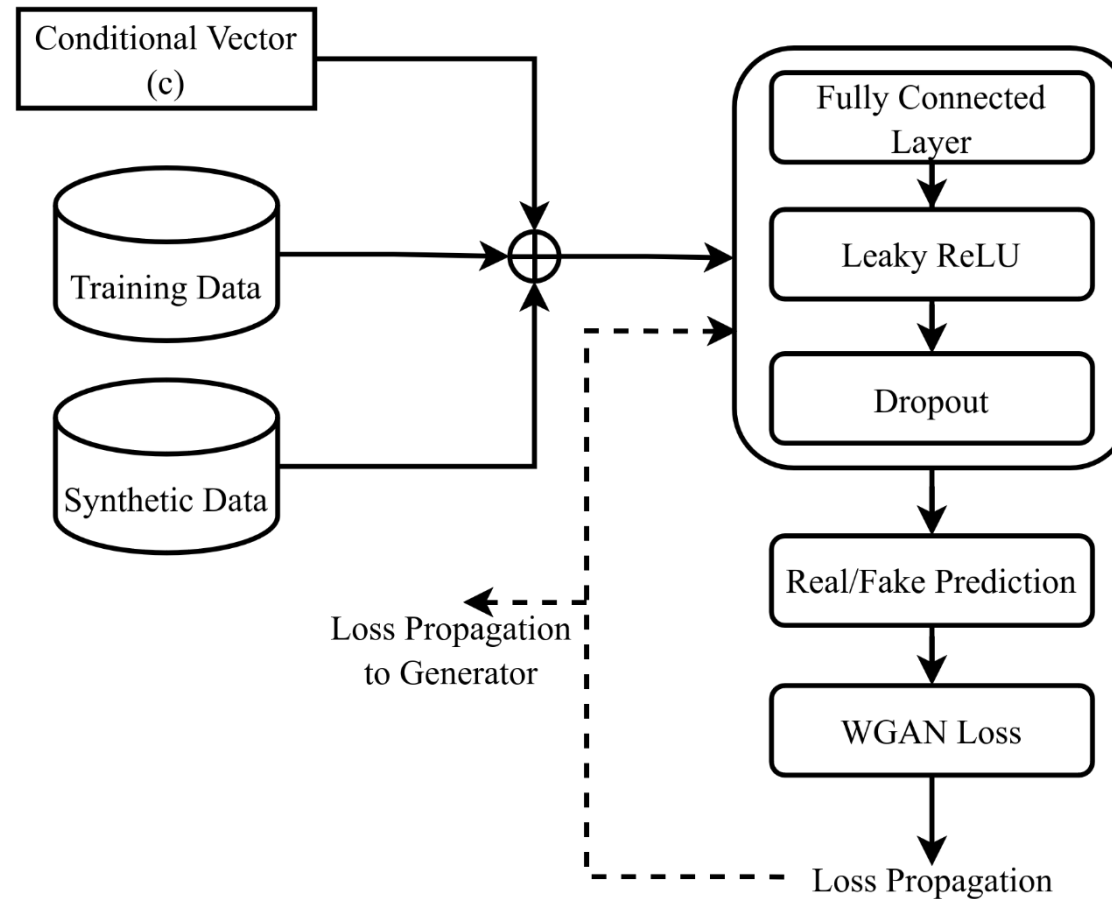 Conditional Vector
(c)
Training Data
Synthetic Data
Fully Connected
Layer
Leaky ReLU
Dropout
Real/Fake Prediction
WGAN Loss
Loss Propagation
Loss Propagation
to Generator